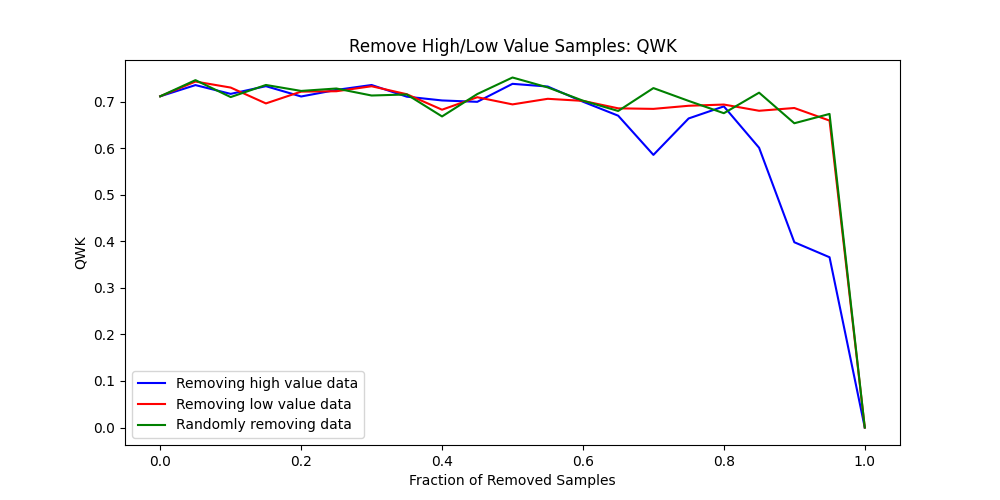 Remove High/Low Value Samples: QWK
QWK
0.7
0.6
0.5
0.4
0.3
0.2
0.1
0.0
Removing high value data
Removing low value data
Randomly removing data
0.0 0.2 0.4 0.6 0.8 1.0
Fraction of Removed Samples